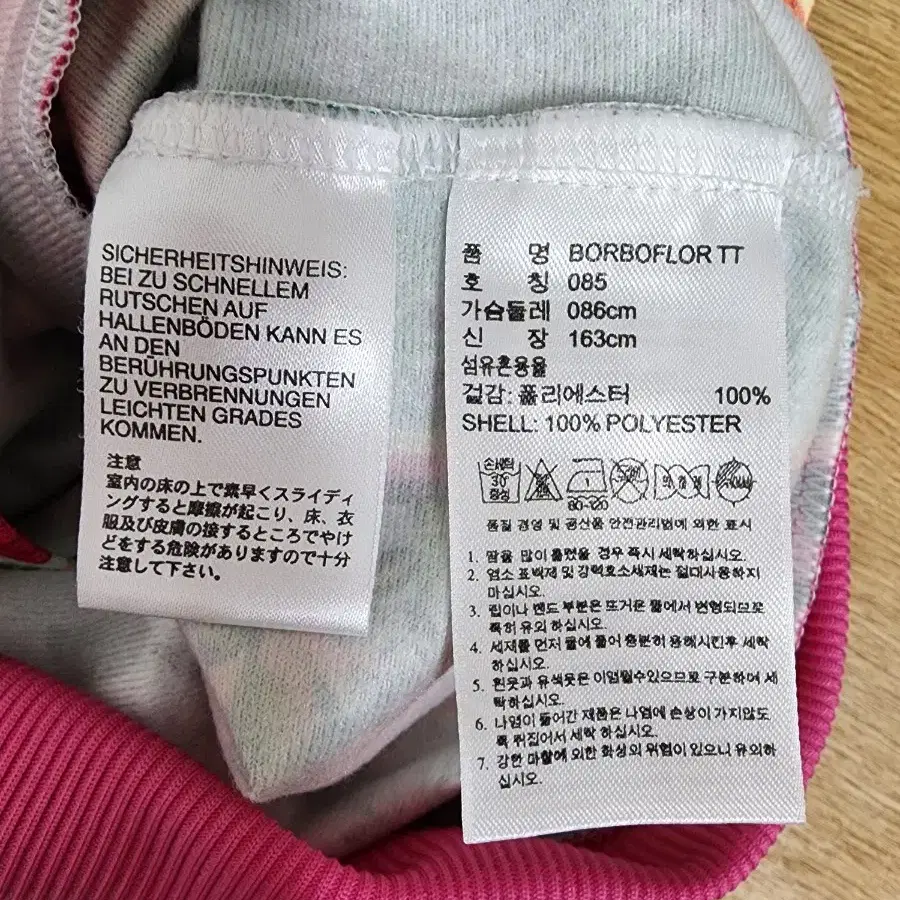 SICHERHEITSHINWEIS:
BEI ZU SCHNELLEM
RUTSCHEN AUF
HALLENBÖDEN KANN ES
AN DEN
BERÜHRUNGSPUNKTEN
ZU VERBRENNUNGEN
LEICHTEN GRADES
KOMMEN.
注意
室内の床の上で素早くスライディ
ングすると摩擦が起こり、床、衣
服及び皮膚の接するところでやけ
どをする危険がありますので十分
注意して下さい。
품 명 BORBOFLOR TT
호 칭 085
가슴둘레 086cm
신 장 163cm
섬유혼용율
겉감: 폴리에스터 100%
SHELL: 100% POLYESTER
손세탁
30
중성
80~120
품질 경영 및 공산품 안전관리법에 의한 표시
1. 땀을 많이 흘렸을 경우 즉시 세탁하십시오.
2. 염소 표백제 및 강력효소세제는 절대사용하지
마십시오.
3. 립이나 밴드 부분은 뜨거운 물에서 변형되므로
특히 유의 하십시오.
4. 세제를 먼저 물에 풀어 충분히 용해시킨후 세탁
하십시오.
5. 흰옷과 유색옷은 이염될수있으므로 구분하여 세
탁하십시오.
6. 나염이 들어간 제품은 나염에 손상이 가지않도
록 뒤집어서 세탁 하십시오.
7. 강한 마찰에 의한 화상의 위험이 있으니 유의하
십시오.